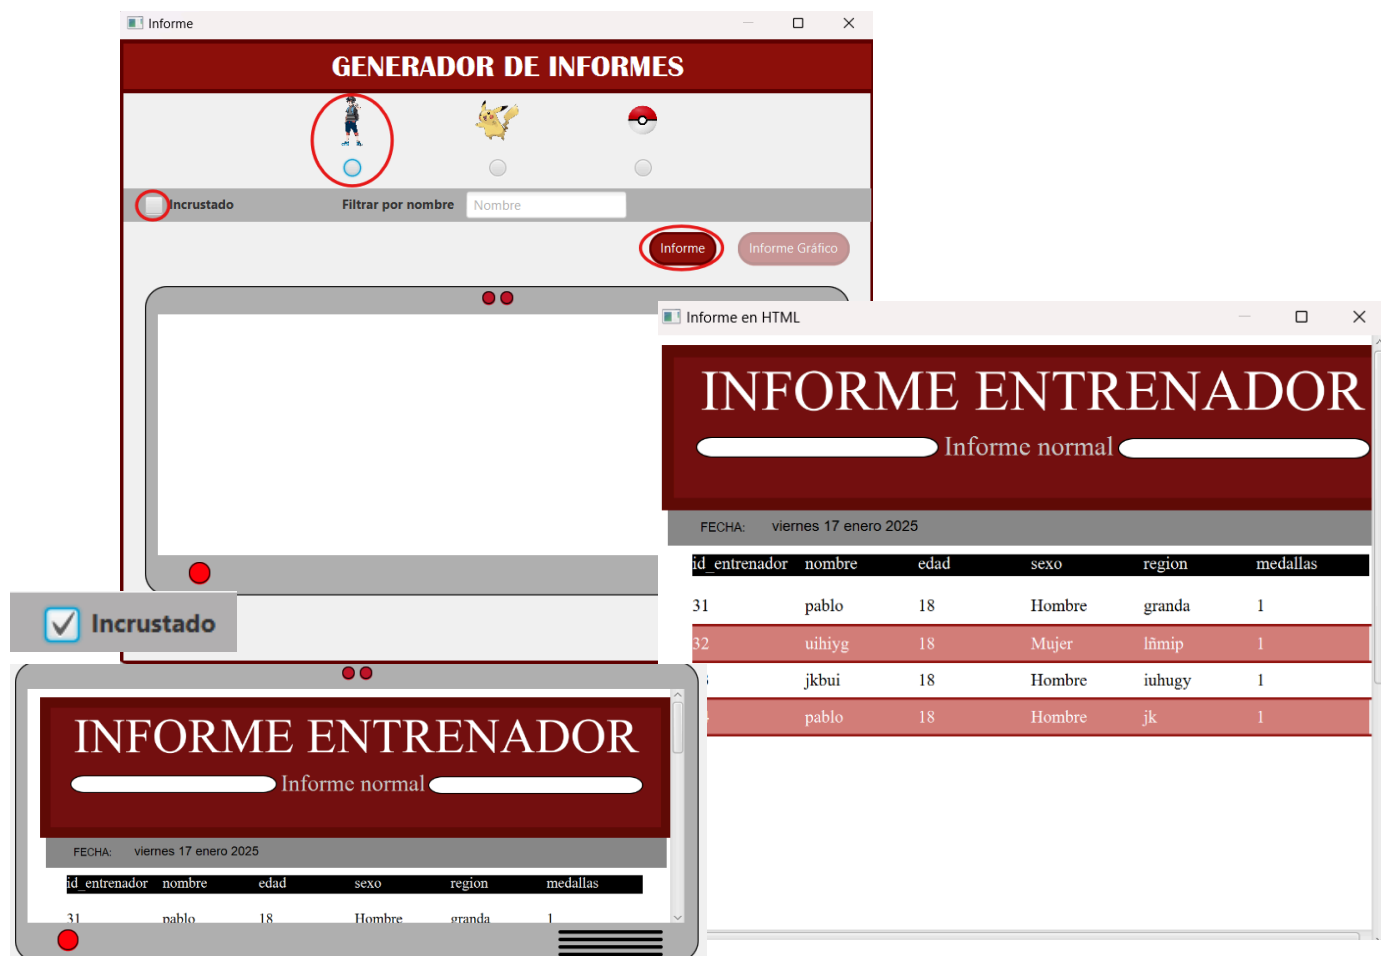 Informe
GENERADOR DE INFORMES
Incrustado
Filtrar por nombre
Nombre
Informe
Informe Gráfico
Informe en HTML
INFORME ENTRENADOR
Informe normal
FECHA: viernes 17 enero 2025
id_entrenador nombre edad sexo region medallas
31 pablo 18 Hombre granda 1
32 uihiyg 18 Mujer lñmip 1
jkbui 18 Hombre iuhugy 1
pablo 18 Hombre jk 1
Incrustado
INFORME ENTRENADOR
Informe normal
FECHA: viernes 17 enero 2025
id_entrenador nombre edad sexo region medallas
31 pablo 18 Hombre granda 1